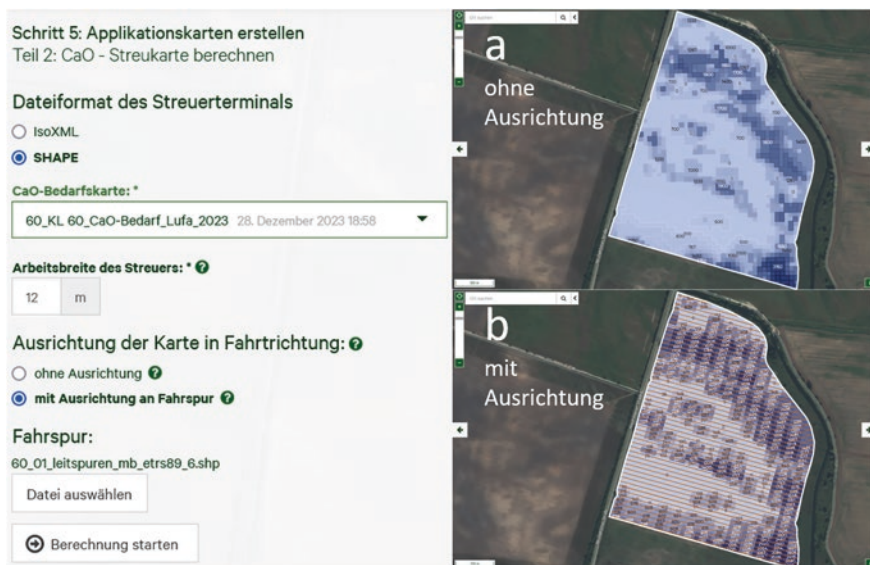 Schritt 5: Applikationskarten erstellen
Teil 2: CaO - Streukarte berechnen
Dateiformat des Streuerterminals
IsoXML
SHAPE
CaO-Bedarfskarte: *
60_KL 60_CaO-Bedarf_Lufa_2023 28. Dezember 2023 18:58
Arbeitsbreite des Streuers: * ?
12 m
Ausrichtung der Karte in Fahrtrichtung: ?
ohne Ausrichtung ?
mit Ausrichtung an Fahrspur ?
Fahrspur:
60_01_leitspuren_mb_etrs89_6.shp
Datei auswählen
Berechnung starten
a
ohne
Ausrichtung
b
mit
Ausrichtung